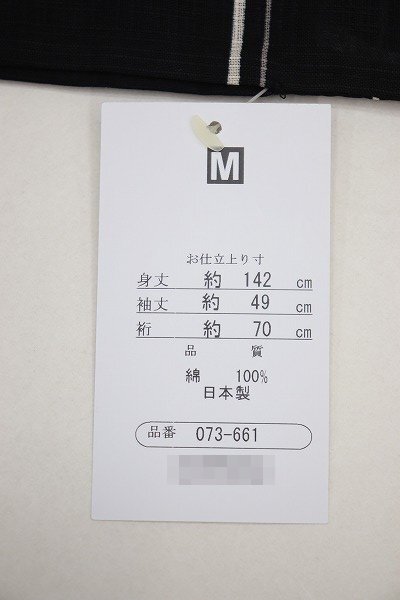 M
お仕立上り寸
身丈 約 142 cm
袖丈 約 49 cm
裄 約 70 cm
品 質
綿 100%
日本製
品番 073-661